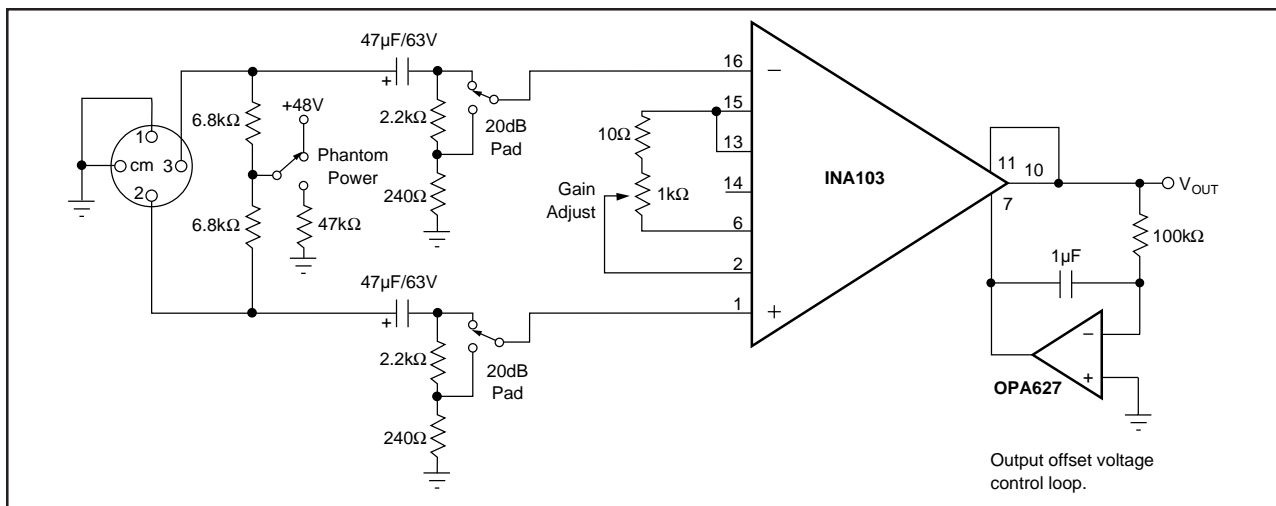 47µF/63V
+
6.8kΩ
+48V
Phantom
Power
47kΩ
6.8kΩ
1
cm
3
2
2.2kΩ
20dB
Pad
240Ω
47µF/63V
+
2.2kΩ
20dB
Pad
240Ω
10Ω
Gain
Adjust
1kΩ
16
15
13
14
6
2
1
–
+
INA103
11
10
7
VOUT
100kΩ
1µF
–
+
OPA627
Output offset voltage
control loop.